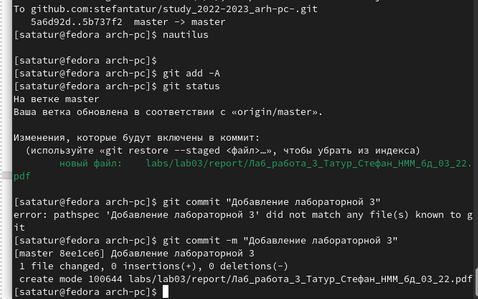 To github.com:stefantatur/study_2022-2023_arh-pc-.git
   5a6d92d..5b737f2  master -> master
[satatur@fedora arch-pc]$ nautilus
[satatur@fedora arch-pc]$
[satatur@fedora arch-pc]$ git add -A
[satatur@fedora arch-pc]$ git status
На ветке master
Ваша ветка обновлена в соответствии с «origin/master».
Изменения, которые будут включены в коммит:
  (используйте «git restore --staged <файл>…», чтобы убрать из индекса)
        новый файл:    labs/lab03/report/Лаб_работа_3_Татур_Стефан_НММ_бд_03_22.
pdf
[satatur@fedora arch-pc]$ git commit "Добавление лабораторной 3"
error: pathspec 'Добавление лабораторной 3' did not match any file(s) known to g
it
[satatur@fedora arch-pc]$ git commit -m "Добавление лабораторной 3"
[master 8ee1ce6] Добавление лабораторной 3
 1 file changed, 0 insertions(+), 0 deletions(-)
 create mode 100644 labs/lab03/report/Лаб_работа_3_Татур_Стефан_НММ_бд_03_22.pdf
[satatur@fedora arch-pc]$